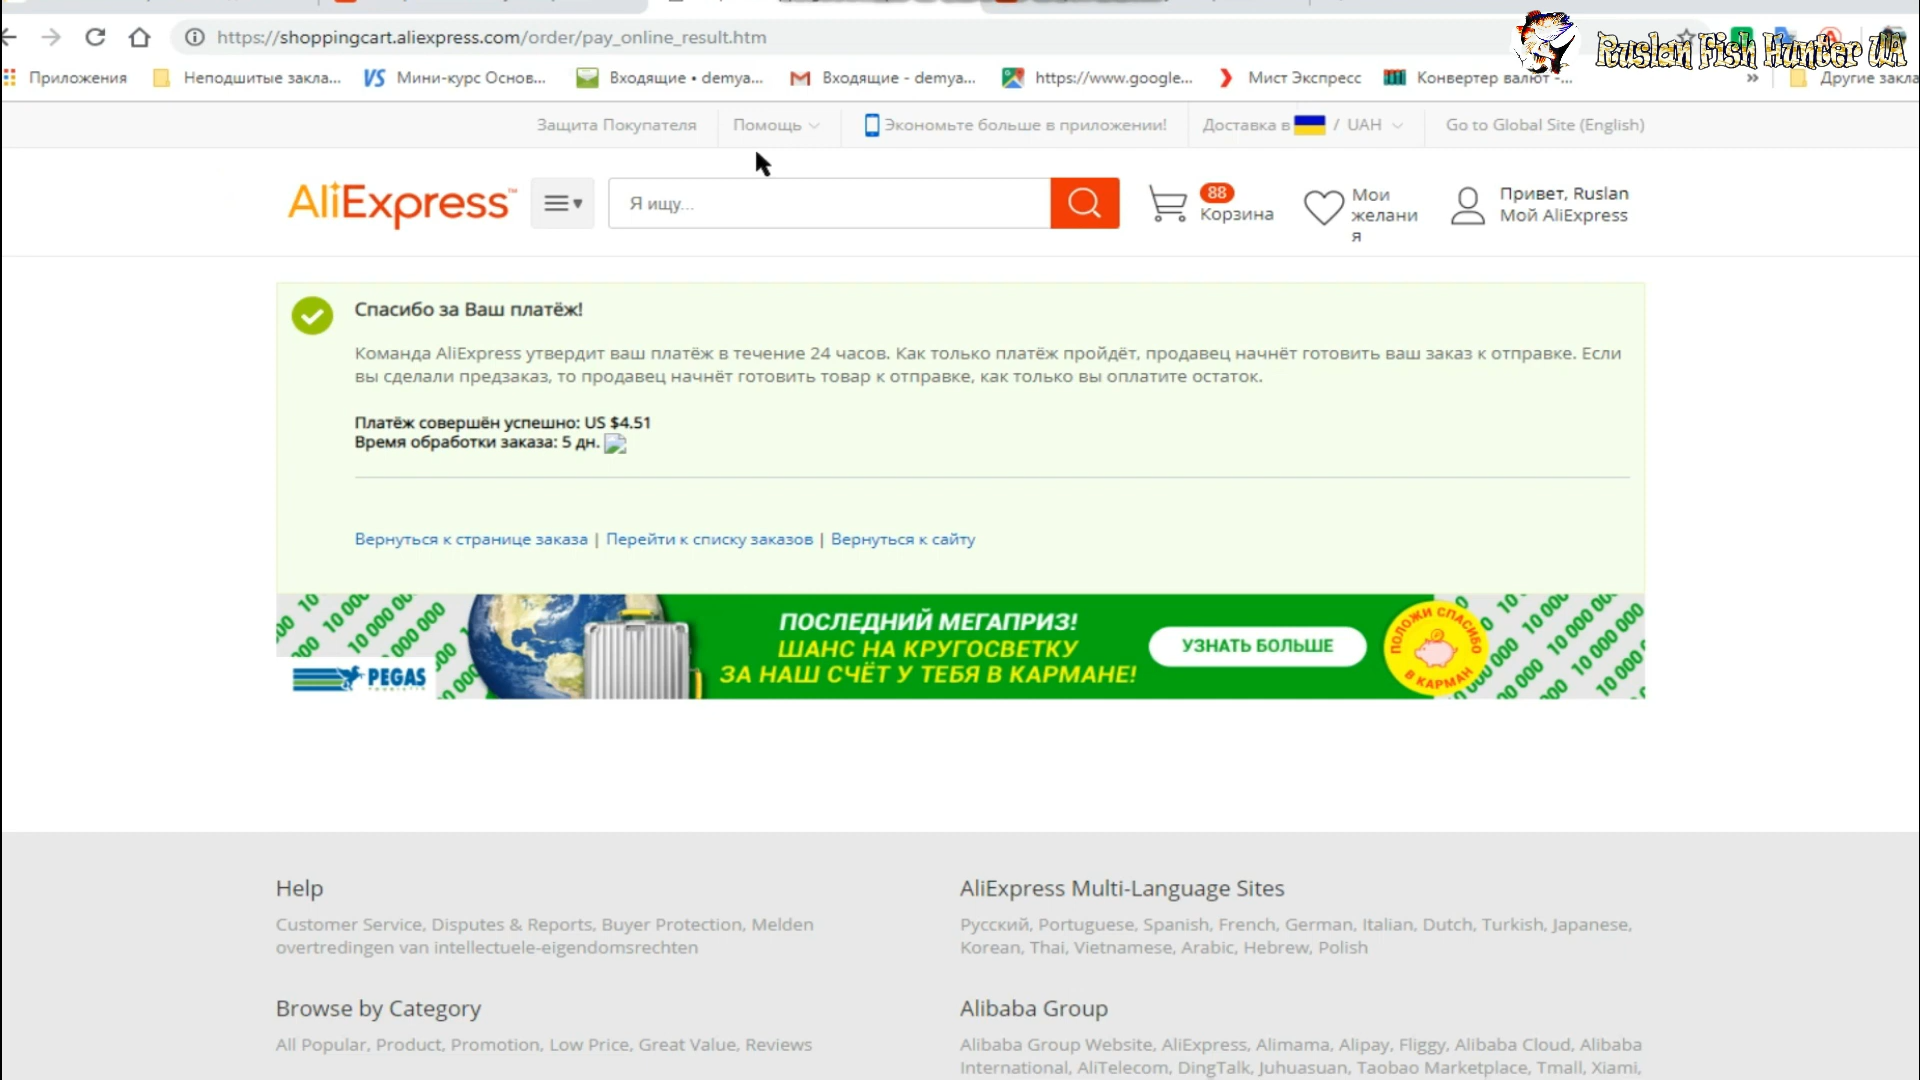 https://shoppingcart.aliexpress.com/order/pay_online_result.htm
Ruslan Fish Hunter UA
Приложения
Неподшитые закла...
Мини-курс Основ...
Входящие • demya...
Входящие - demya...
https://www.google...
Мист Экспресс
Конвертер валют -...
»
Другие закла
Защита Покупателя
Помощь
Экономьте больше в приложении!
Доставка в / UAH
Go to Global Site (English)
AliExpress™
Я ищу...
88
Корзина
Мои
желани
я
Привет, Ruslan
Мой AliExpress
Спасибо за Ваш платёж!
Команда AliExpress утвердит ваш платёж в течение 24 часов. Как только платёж пройдёт, продавец начнёт готовить ваш заказ к отправке. Если
вы сделали предзаказ, то продавец начнёт готовить товар к отправке, как только вы оплатите остаток.
Платёж совершён успешно: US $4.51
Время обработки заказа: 5 дн.
Вернуться к странице заказа | Перейти к списку заказов | Вернуться к сайту
ПОСЛЕДНИЙ МЕГАПРИЗ!
ШАНС НА КРУГОСВЕТКУ
ЗА НАШ СЧЁТ У ТЕБЯ В КАРМАНЕ!
УЗНАТЬ БОЛЬШЕ
ПОЛОЖИ СПАСИБО
В КАРМАН
PEGAS
Help
Customer Service, Disputes & Reports, Buyer Protection, Melden
overtredingen van intellectuele-eigendomsrechten
AliExpress Multi-Language Sites
Русский, Portuguese, Spanish, French, German, Italian, Dutch, Turkish, Japanese,
Korean, Thai, Vietnamese, Arabic, Hebrew, Polish
Browse by Category
All Popular, Product, Promotion, Low Price, Great Value, Reviews
Alibaba Group
Alibaba Group Website, AliExpress, Alimama, Alipay, Fliggy, Alibaba Cloud, Alibaba
International, AliTelecom, DingTalk, Juhuasuan, Taobao Marketplace, Tmall, Xiami,